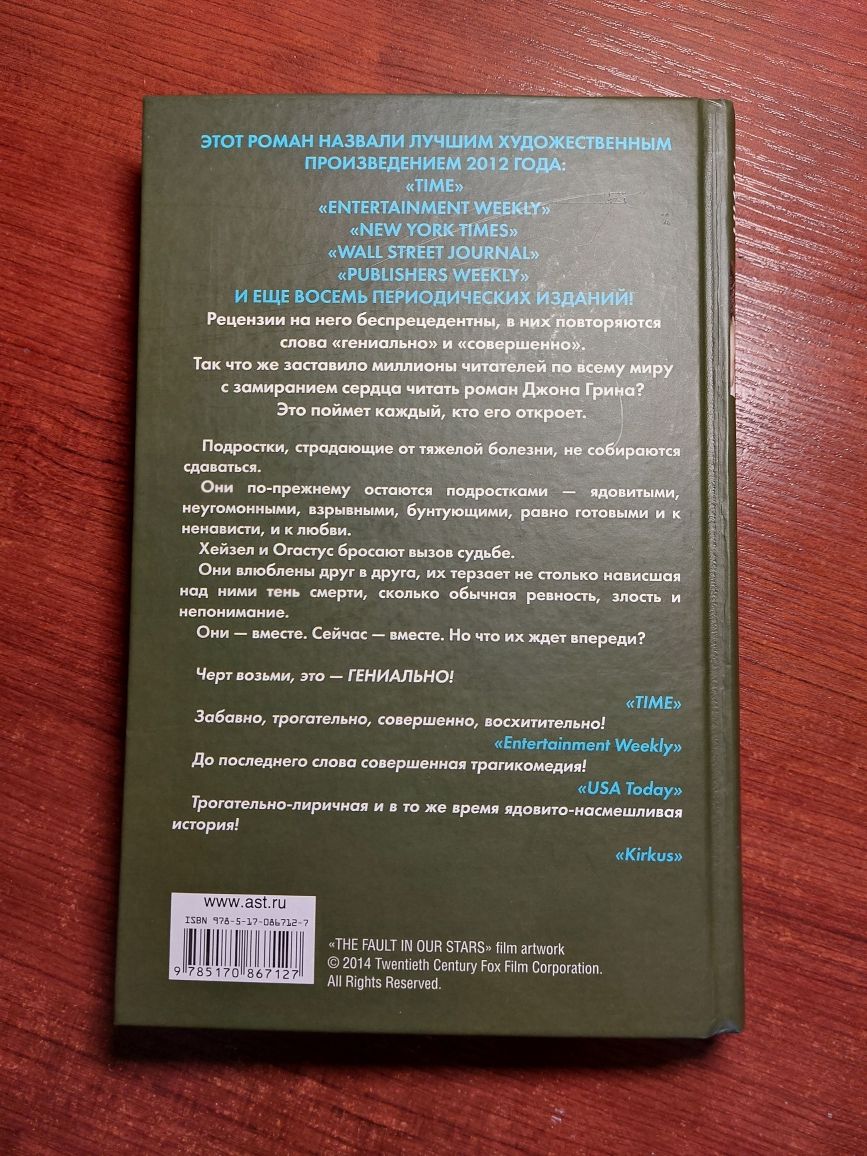 ЭТОТ РОМАН НАЗВАЛИ ЛУЧШИМ ХУДОЖЕСТВЕННЫМ
ПРОИЗВЕДЕНИЕМ 2012 ГОДА:
«TIME»
«ENTERTAINMENT WEEKLY»
«NEW YORK TIMES»
«WALL STREET JOURNAL»
«PUBLISHERS WEEKLY»
И ЕЩЕ ВОСЕМЬ ПЕРИОДИЧЕСКИХ ИЗДАНИЙ!
Рецензии на него беспрецедентны, в них повторяются
слова «гениально» и «совершенно».
Так что же заставило миллионы читателей по всему миру
с замиранием сердца читать роман Джона Грина?
Это поймет каждый, кто его откроет.
Подростки, страдающие от тяжелой болезни, не собираются
сдаваться.
Они по-прежнему остаются подростками — ядовитыми,
неугомонными, взрывными, бунтующими, равно готовыми и к
ненависти, и к любви.
Хейзел и Огастус бросают вызов судьбе.
Они влюблены друг в друга, их терзает не столько нависшая
над ними тень смерти, сколько обычная ревность, злость и
непонимание.
Они — вместе. Сейчас — вместе. Но что их ждет впереди?
Черт возьми, это — ГЕНИАЛЬНО!
«TIME»
Забавно, трогательно, совершенно, восхитительно!
«Entertainment Weekly»
До последнего слова совершенная трагикомедия!
«USA Today»
Трогательно-лиричная и в то же время ядовито-насмешливая
история!
«Kirkus»
www.ast.ru
ISBN 978-5-17-086712-7
9 785170 867127
«THE FAULT IN OUR STARS» film artwork
© 2014 Twentieth Century Fox Film Corporation.
All Rights Reserved.